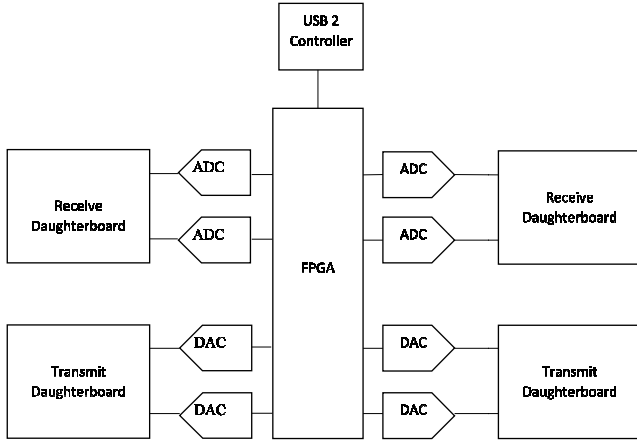 USB 2
Controller
ADC
ADC
Receive
Daughterboard
Receive
Daughterboard
ADC
ADC
FPGA
DAC
DAC
Transmit
Daughterboard
Transmit
Daughterboard
DAC
DAC